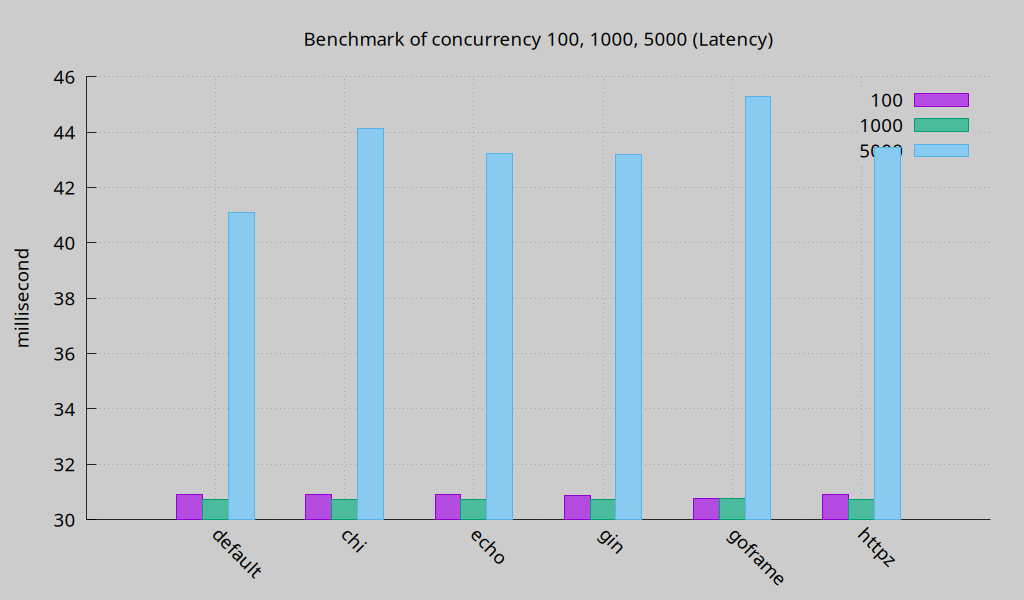 Benchmark of concurrency 100, 1000, 5000 (Latency)
46
44
42
40
38
36
34
32
30
millisecond
100
1000
5000
default
chi
echo
gin
goframe
httpz